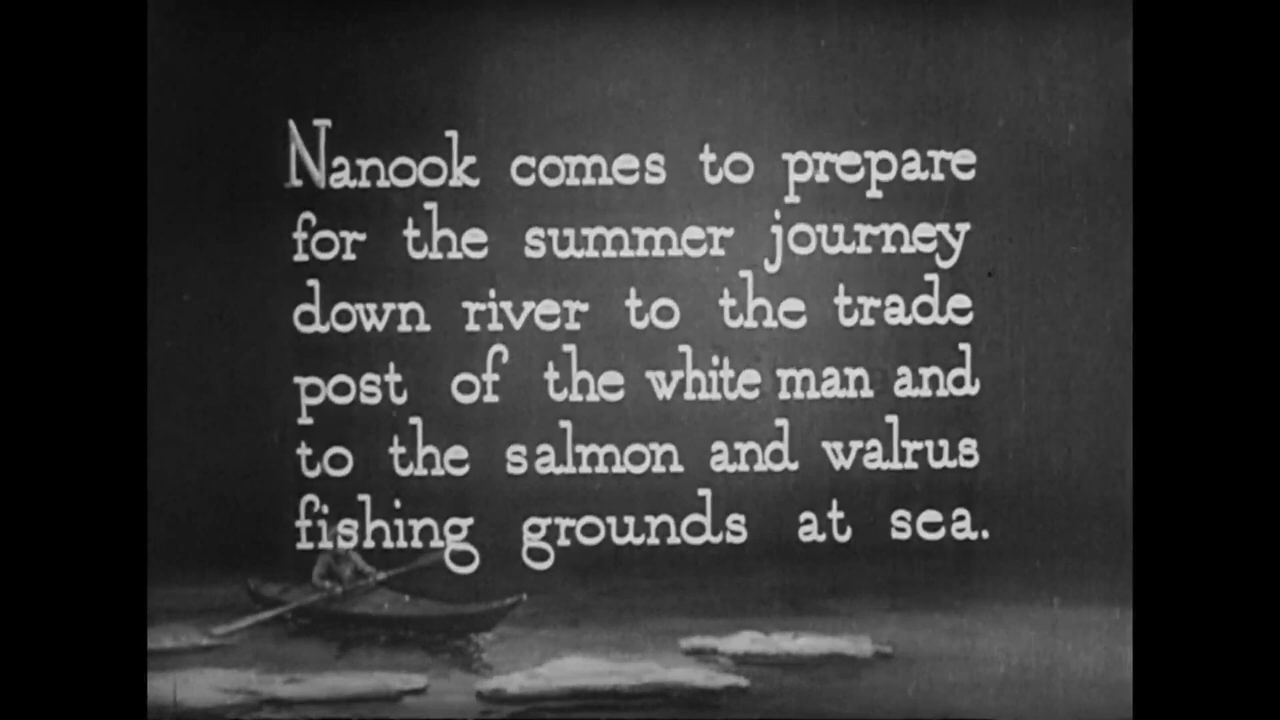 Nanook comes to prepare
for the summer journey
down river to the trade
post of the white man and
to the salmon and walrus
fishing grounds at sea.